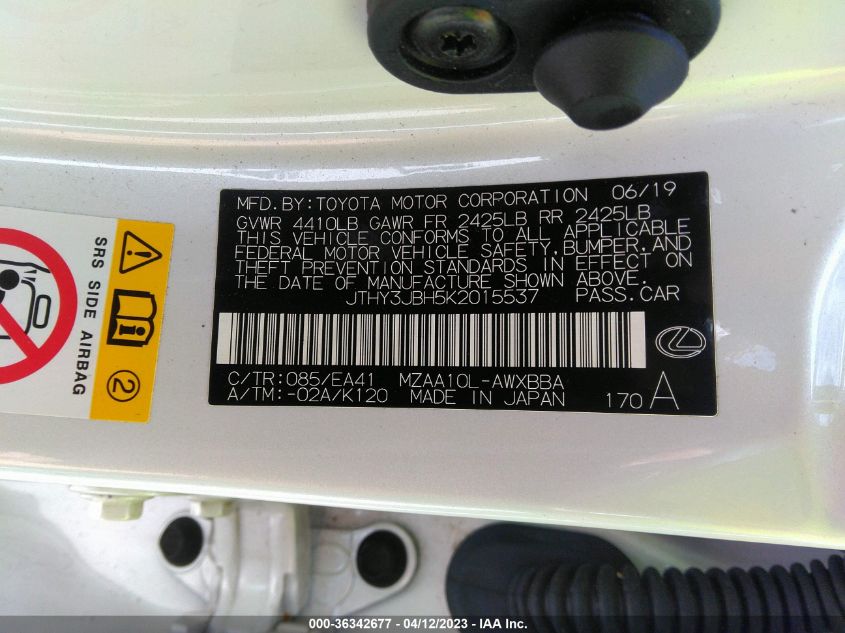 MFD. BY: TOYOTA MOTOR CORPORATION 06/19
GVWR 4410LB GAWR FR 2425LB RR 2425LB
THIS VEHICLE CONFORMS TO ALL APPLICABLE
FEDERAL MOTOR VEHICLE SAFETY, BUMPER, AND
THEFT PREVENTION STANDARDS IN EFFECT ON
THE DATE OF MANUFACTURE SHOWN ABOVE.
JTHY3JBH5K2015537 PASS. CAR
C/TR: 085/EA41 MZAA10L-AWXBBA
A/TM: -02A/K120 MADE IN JAPAN 170 A
SRS SIDE AIRBAG
2
000-36342677 - 04/12/2023 - IAA Inc.